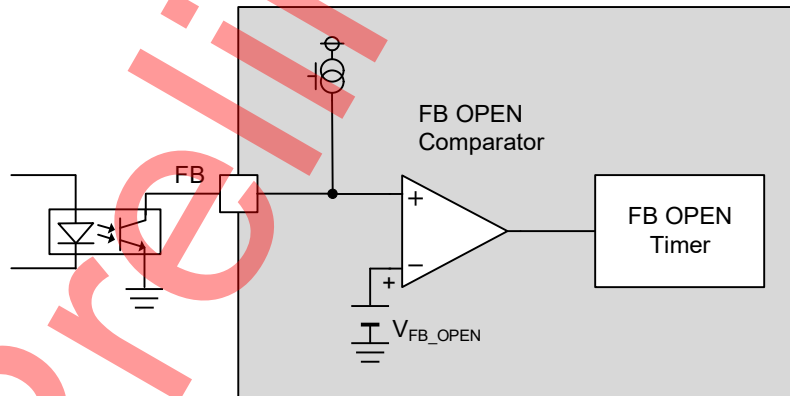 FB OPEN
Comparator
FB
+
FB OPEN
Timer
−
+
VFB_OPEN